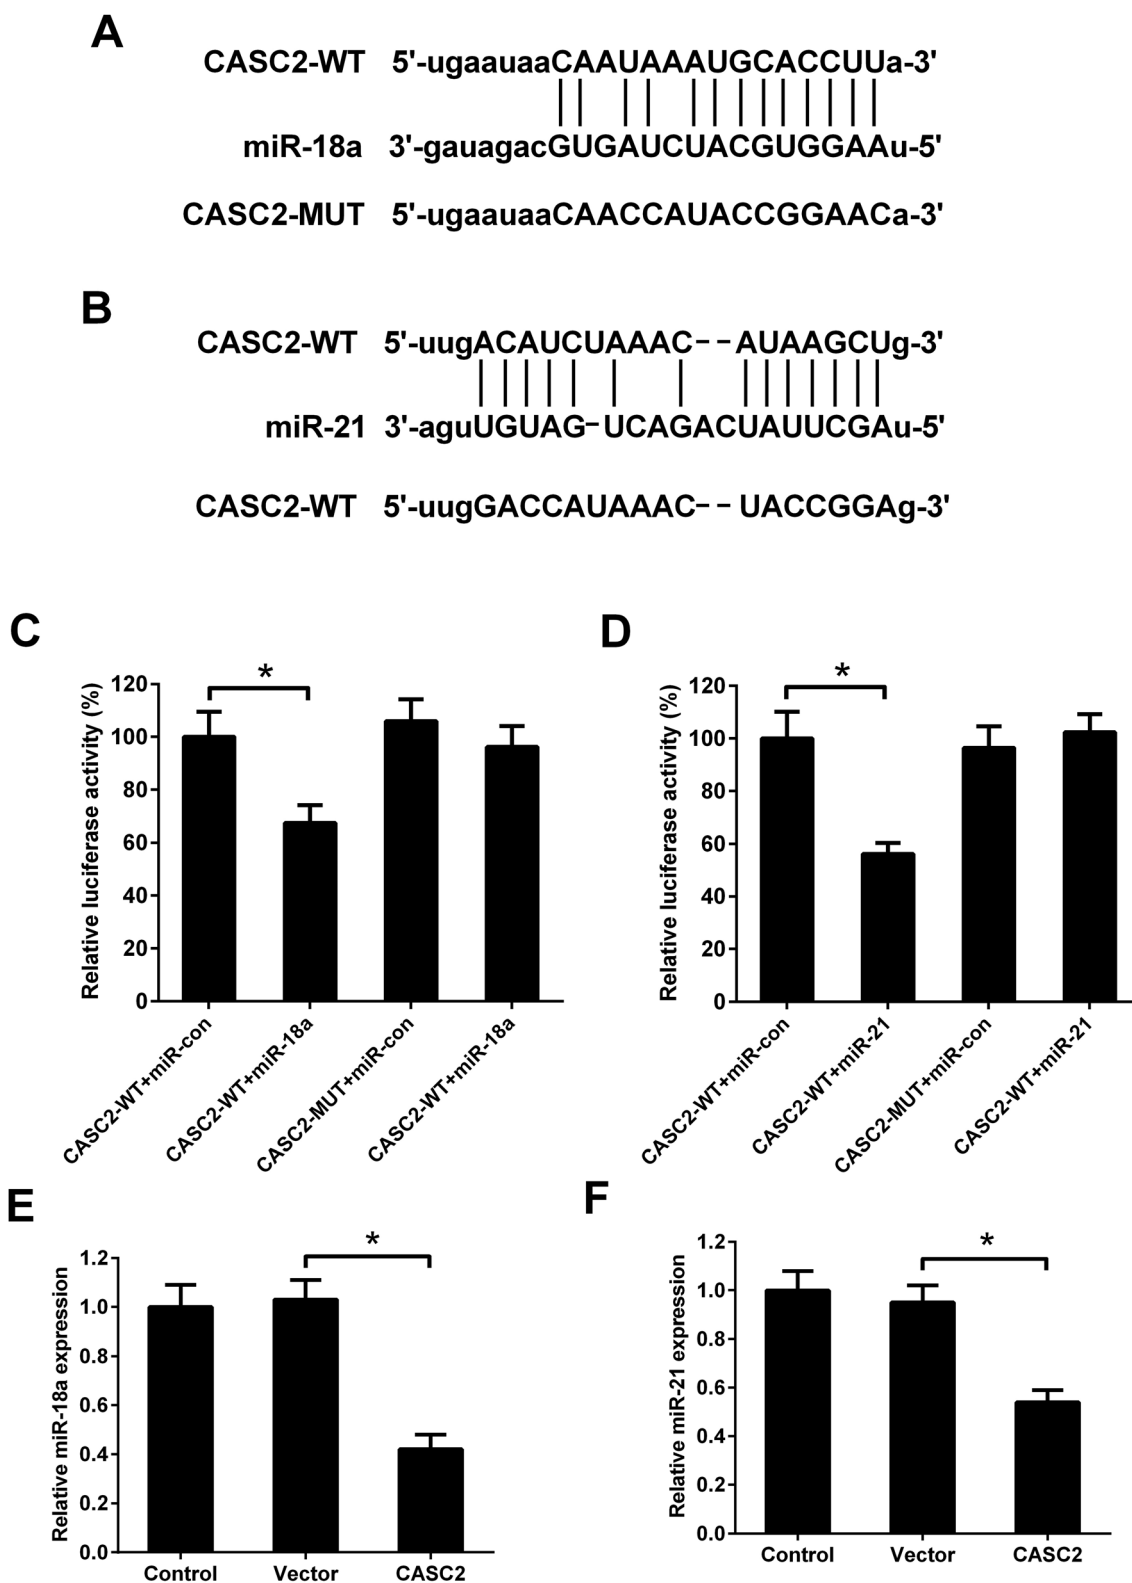 A
CASC2-WT 5'-ugaauaaCAAUAAAUGCACCUUa-3'
miR-18a 3'-gauagacGUGAUCUACGUGGAAu-5'
CASC2-MUT 5'-ugaauaaCAACCAUACCGGAACa-3'
B
CASC2-WT 5'-uugACAUCUAAAC--AUAAGCUg-3'
miR-21 3'-aguUGUAG-UCAGACUAUUCGAu-5'
CASC2-WT 5'-uugGACCAUAAAC--UACCGGAg-3'
C
Relative luciferase activity (%)
120
100
80
60
40
20
0
*
CASC2-WT+miR-con
CASC2-WT+miR-18a
CASC2-MUT+miR-con
CASC2-WT+miR-18a
D
Relative luciferase activity (%)
120
100
80
60
40
20
0
*
CASC2-WT+miR-con
CASC2-WT+miR-21
CASC2-MUT+miR-con
CASC2-WT+miR-21
E
Relative miR-18a expression
1.2
1.0
0.8
0.6
0.4
0.2
0.0
*
Control Vector CASC2
F
Relative miR-21 expression
1.2
1.0
0.8
0.6
0.4
0.2
0.0
*
Control Vector CASC2